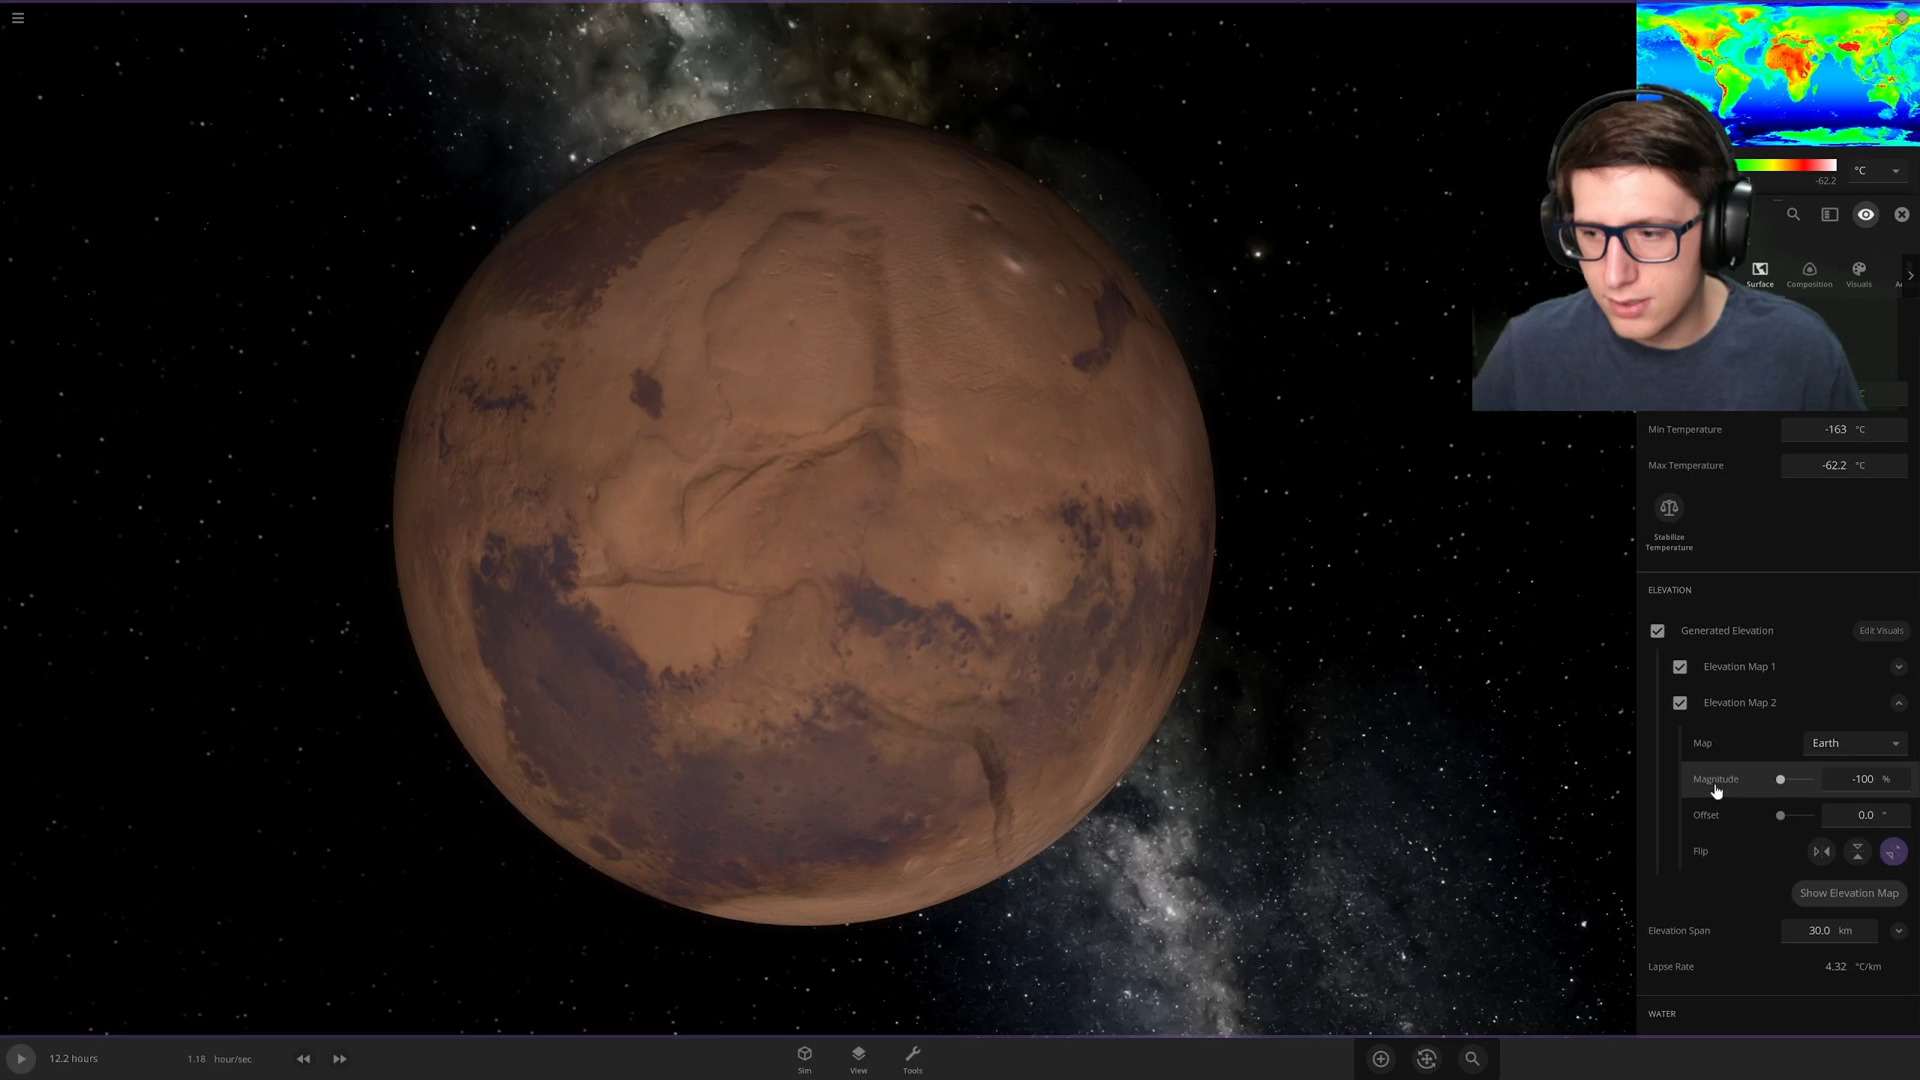 °C
-62.2
Surface
Composition
Visuals
Min Temperature -163 °C
Max Temperature -62.2 °C
Stabilize
Temperature
ELEVATION
Generated Elevation Edit Visuals
Elevation Map 1
Elevation Map 2
Map Earth
Magnitude -100 %
Offset 0.0 °
Flip
Show Elevation Map
Elevation Span 30.0 km
Lapse Rate 4.32 °C/km
WATER
12.2 hours 1.18 hour/sec
Sim View Tools